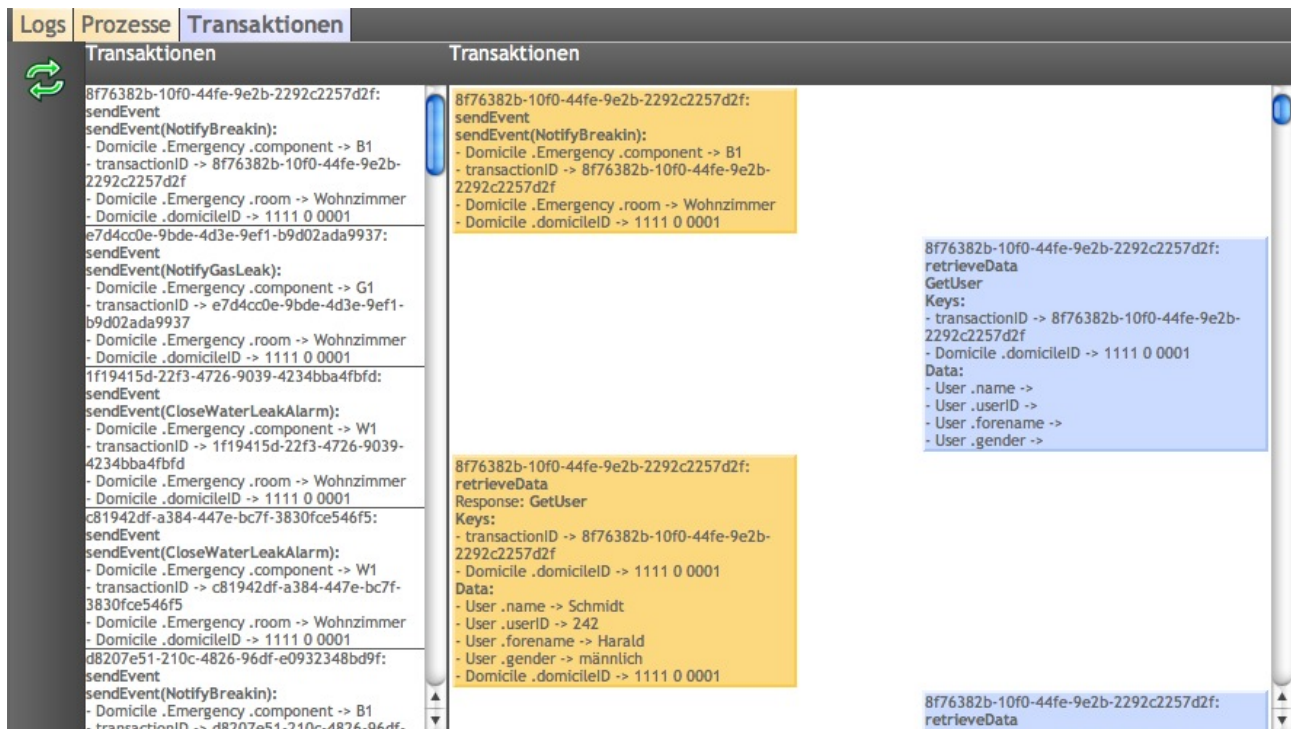 Logs Prozesse Transaktionen
Transaktionen
8f76382b-10f0-44fe-9e2b-2292c2257d2f:
sendEvent
sendEvent(NotifyBreakin):
- Domicile .Emergency .component -> B1
- transactionID -> 8f76382b-10f0-44fe-9e2b-
2292c2257d2f
- Domicile .Emergency .room -> Wohnzimmer
- Domicile .domicileID -> 1111 0 0001
e7d4cc0e-9bde-4d3e-9ef1-b9d02ada9937:
sendEvent
sendEvent(NotifyGasLeak):
- Domicile .Emergency .component -> G1
- transactionID -> e7d4cc0e-9bde-4d3e-9ef1-
b9d02ada9937
- Domicile .Emergency .room -> Wohnzimmer
- Domicile .domicileID -> 1111 0 0001
1f19415d-22f3-4726-9039-4234bba4fbfd:
sendEvent
sendEvent(CloseWaterLeakAlarm):
- Domicile .Emergency .component -> W1
- transactionID -> 1f19415d-22f3-4726-9039-
4234bba4fbfd
- Domicile .Emergency .room -> Wohnzimmer
- Domicile .domicileID -> 1111 0 0001
c81942df-a384-447e-bc7f-3830fce546f5:
sendEvent
sendEvent(CloseWaterLeakAlarm):
- Domicile .Emergency .component -> W1
- transactionID -> c81942df-a384-447e-bc7f-
3830fce546f5
- Domicile .Emergency .room -> Wohnzimmer
- Domicile .domicileID -> 1111 0 0001
d8207e51-210c-4826-96df-e0932348bd9f:
sendEvent
sendEvent(NotifyBreakin):
- Domicile .Emergency .component -> B1
- transactionID -> d8207e51-210c-4826-96df-
Transaktionen
8f76382b-10f0-44fe-9e2b-2292c2257d2f:
sendEvent
sendEvent(NotifyBreakin):
- Domicile .Emergency .component -> B1
- transactionID -> 8f76382b-10f0-44fe-9e2b-
2292c2257d2f
- Domicile .Emergency .room -> Wohnzimmer
- Domicile .domicileID -> 1111 0 0001
8f76382b-10f0-44fe-9e2b-2292c2257d2f:
retrieveData
GetUser
Keys:
- transactionID -> 8f76382b-10f0-44fe-9e2b-
2292c2257d2f
- Domicile .domicileID -> 1111 0 0001
Data:
- User .name ->
- User .userID ->
- User .forename ->
- User .gender ->
8f76382b-10f0-44fe-9e2b-2292c2257d2f:
retrieveData
Response: GetUser
Keys:
- transactionID -> 8f76382b-10f0-44fe-9e2b-
2292c2257d2f
- Domicile .domicileID -> 1111 0 0001
Data:
- User .name -> Schmidt
- User .userID -> 242
- User .forename -> Harald
- User .gender -> männlich
- Domicile .domicileID -> 1111 0 0001
8f76382b-10f0-44fe-9e2b-2292c2257d2f:
retrieveData